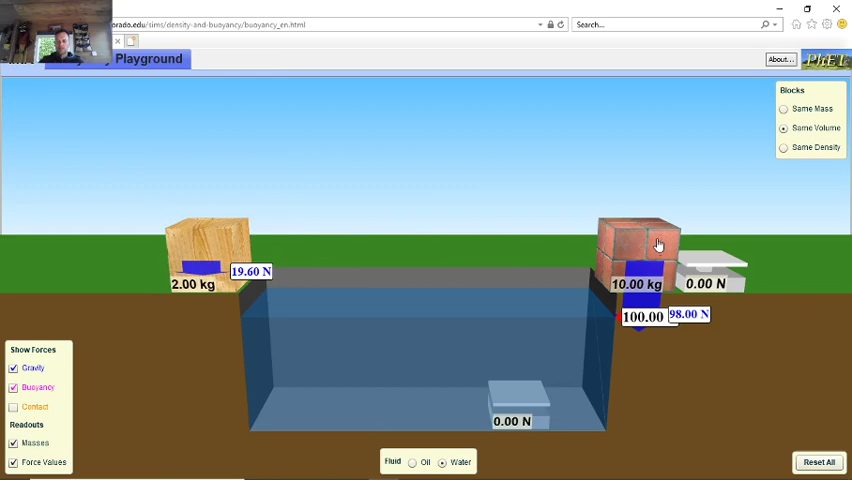 orado.edu/sims/density-and-buoyancy/buoyancy_en.html
Search...
Playground
About...
PhET
Blocks
Same Mass
Same Volume
Same Density
19.60 N
2.00 kg
10.00 kg
0.00 N
100.00
98.00 N
0.00 N
Show Forces
Gravity
Buoyancy
Contact
Readouts
Masses
Force Values
Fluid
Oil
Water
Reset All